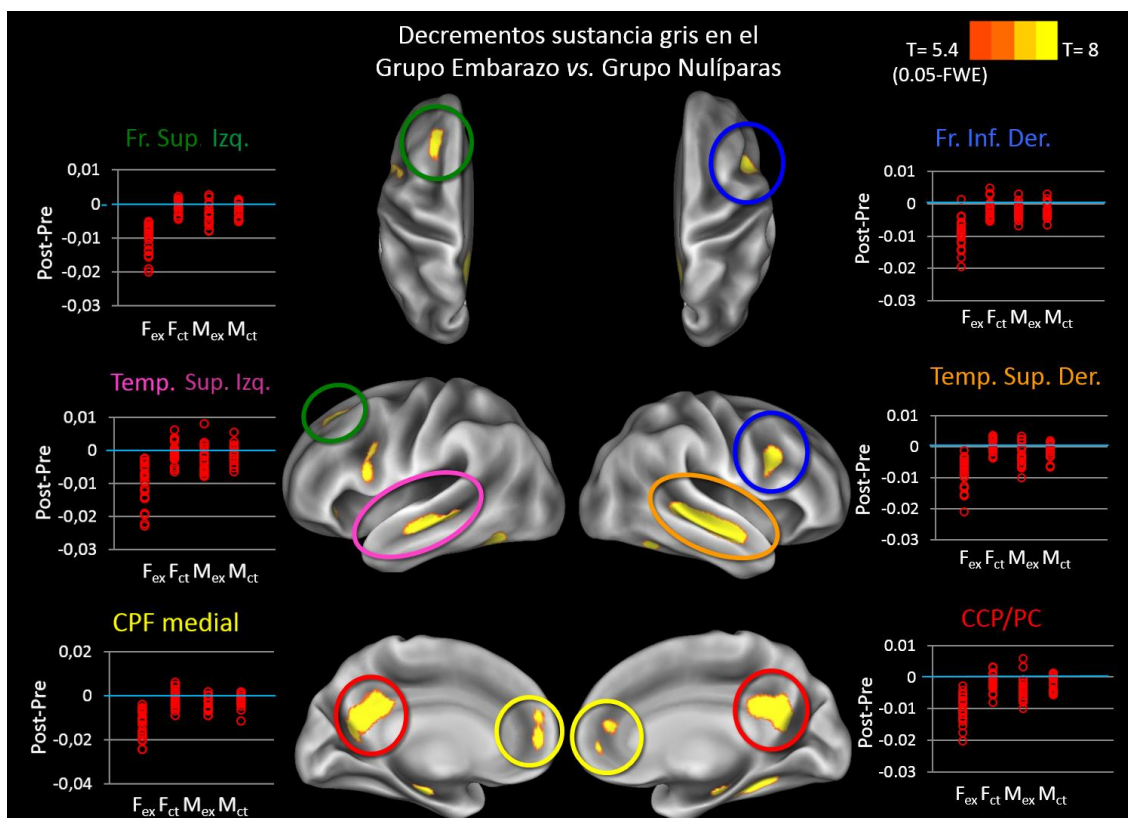 Decrementos sustancia gris en el
Grupo Embarazo vs. Grupo Nulíparas
T= 5.4
T= 8
(0.05-FWE)
Fr. Sup. Izq.
0,01
0
-0,01
-0,02
-0,03
Post-Pre
Fex Fct Mex Mct
Fr. Inf. Der.
0.01
0
-0.01
-0.02
-0.03
Post-Pre
Fex Fct Mex Mct
Temp. Sup. Izq.
0,01
0
-0,01
-0,02
-0,03
Post-Pre
Fex Fct Mex Mct
Temp. Sup. Der.
0.01
0
-0.01
-0.02
-0.03
Post-Pre
Fex Fct Mex Mct
CPF medial
0,02
0
-0,02
-0,04
Post-Pre
Fex Fct Mex Mct
CCP/PC
0.01
0
-0.01
-0.02
-0.03
Post-Pre
Fex Fct Mex Mct